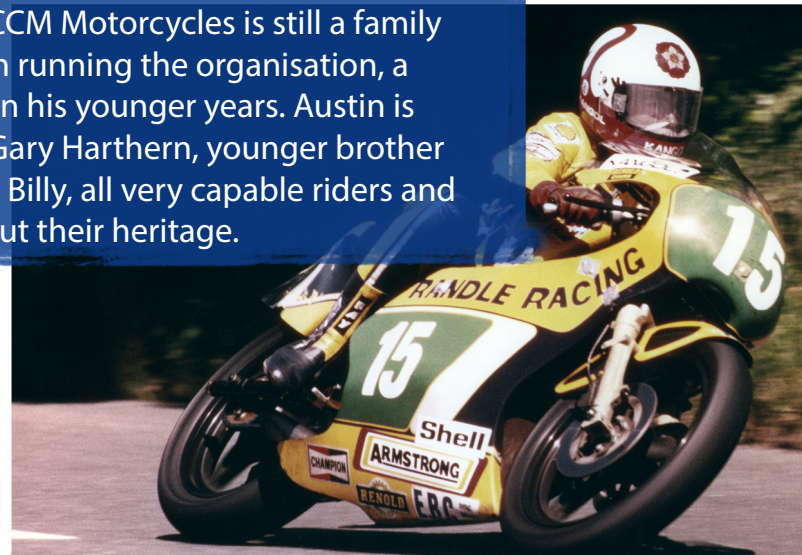 CCM Motorcycles is still a family
running the organisation, a
n his younger years. Austin is
Gary Harthern, younger brother
Billy, all very capable riders and
ut their heritage.
KANGOL
15
RANDLE RACING
15
Shell
CHAMPION
ARMSTRONG
RENOLD
EBC